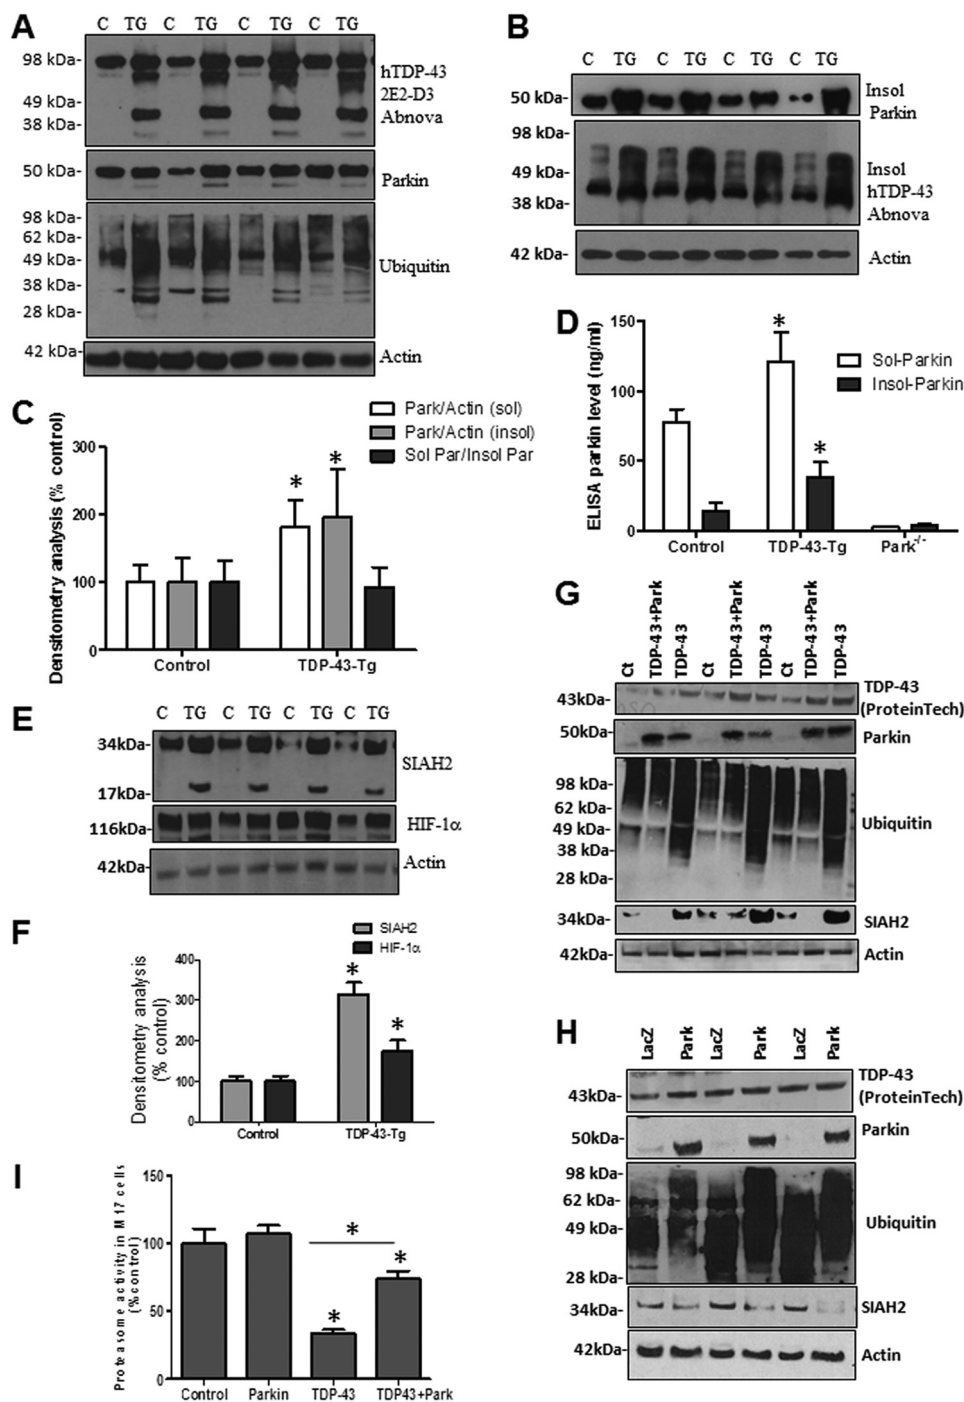 A
C TG C TG C TG C TG
98 kDa-
49 kDa-
38 kDa-
hTDP-43
2E2-D3
Abnova
50 kDa-
Parkin
98 kDa-
62 kDa-
49 kDa-
38 kDa-
28 kDa-
Ubiquitin
42 kDa-
Actin
B
C TG C TG C TG C TG
50 kDa-
Insol
Parkin
98 kDa-
49 kDa-
38 kDa-
Insol
hTDP-43
Abnova
42 kDa-
Actin
C
Densitometry analysis (% control)
300
200
100
0
Park/Actin (sol)
Park/Actin (insol)
Sol Par/Insol Par
* *
Control TDP-43-Tg
D
ELISA parkin level (ng/ml)
150
100
50
0
Sol-Parkin
Insol-Parkin
*
*
Control TDP-43-Tg Park-/-
E
C TG C TG C TG C TG
34kDa-
17kDa-
SIAH2
116kDa-
HIF-1α
42kDa-
Actin
F
Densitometry analysis
(% control)
400
300
200
100
0
SIAH2
HIF-1α
*
*
Control TDP-43-Tg
G
Ct TDP-43+Park TDP-43 Ct TDP-43+Park TDP-43 Ct TDP-43+Park TDP-43
43kDa-
TDP-43
(ProteinTech)
50kDa-
Parkin
98 kDa-
62 kDa-
49 kDa-
38 kDa-
28 kDa-
Ubiquitin
34kDa-
SIAH2
42kDa-
Actin
H
LacZ Park LacZ Park LacZ Park
43kDa-
TDP-43
(ProteinTech)
50kDa-
Parkin
98 kDa-
62 kDa-
49 kDa-
28 kDa-
Ubiquitin
34kDa-
SIAH2
42kDa-
Actin
I
Proteasome activity in M17 cells
(% control)
150
100
50
0
*
*
*
Control Parkin TDP-43 TDP43+Park